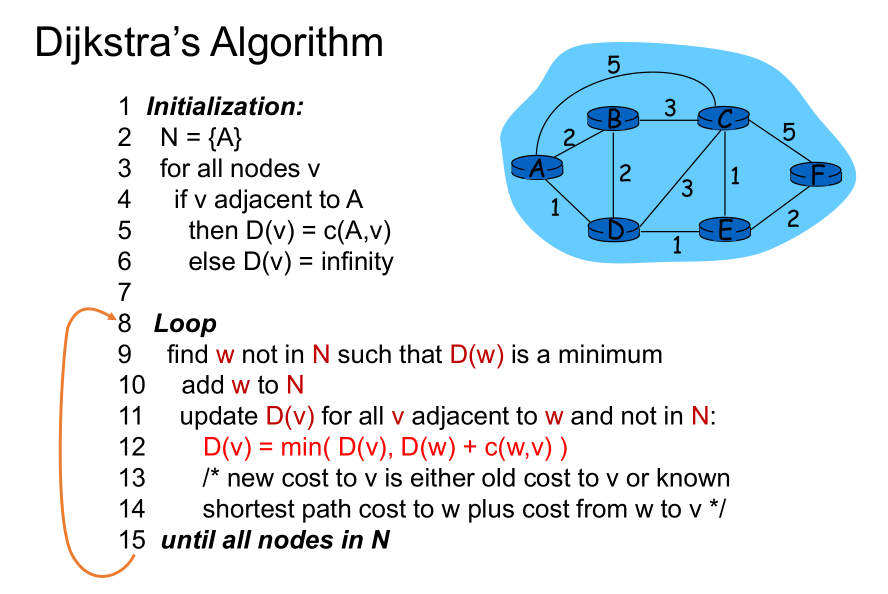 Dijkstra's Algorithm
1 Initialization:
2 N = {A}
3 for all nodes v
4 if v adjacent to A
5 then D(v) = c(A,v)
6 else D(v) = infinity
7
8 Loop
9 find w not in N such that D(w) is a minimum
10 add w to N
11 update D(v) for all v adjacent to w and not in N:
12 D(v) = min( D(v), D(w) + c(w,v) )
13 /* new cost to v is either old cost to v or known
14 shortest path cost to w plus cost from w to v */
15 until all nodes in N
5
B 3 C
2 5
A 2 3 1 F
1 2
D 1 E